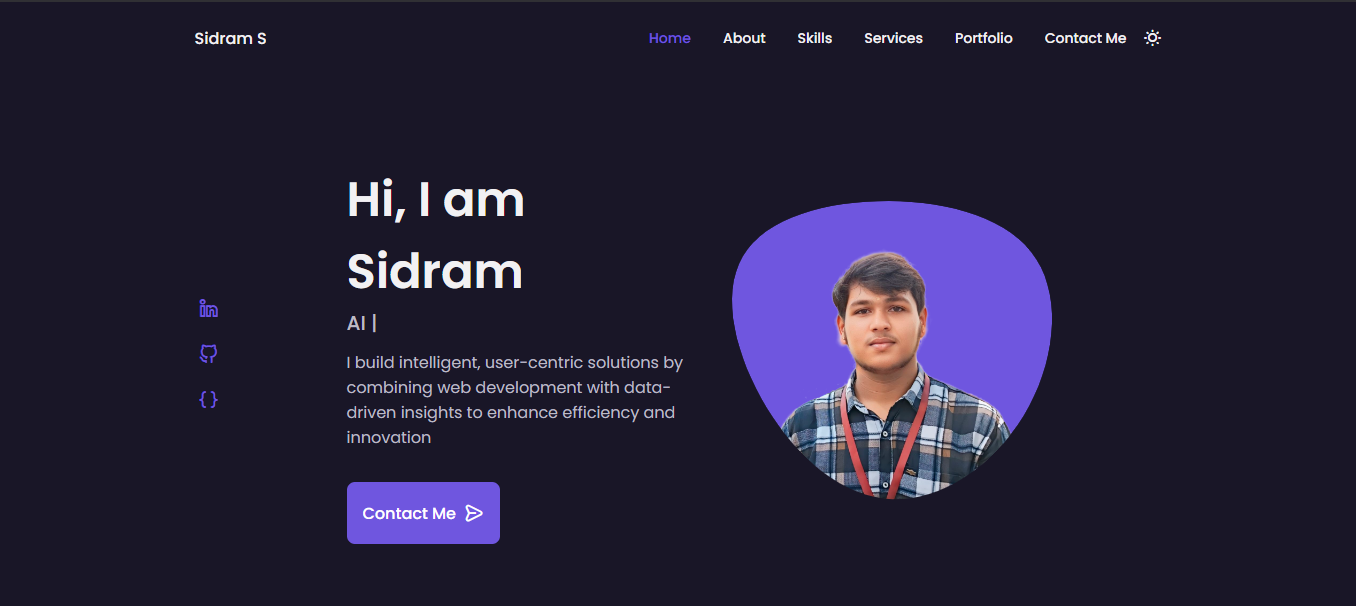 Sidram S
Home About Skills Services Portfolio Contact Me
Hi, I am
Sidram
AI |
I build intelligent, user-centric solutions by
combining web development with data-
driven insights to enhance efficiency and
innovation
Contact Me